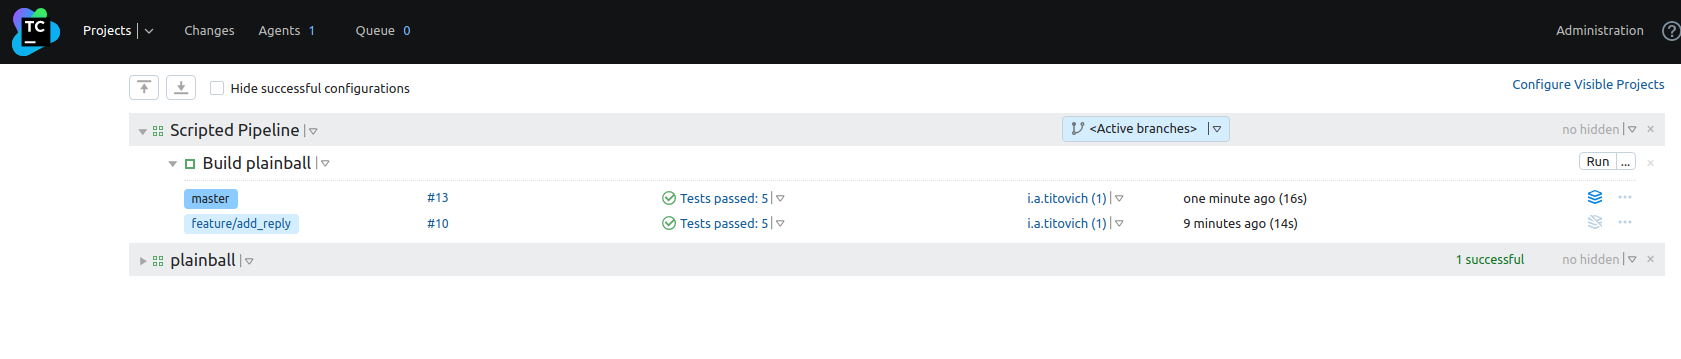 TC Projects Changes Agents 1 Queue 0 Administration ?
Hide successful configurations Configure Visible Projects
Scripted Pipeline <Active branches> no hidden
Build plainball Run ...
master #13 Tests passed: 5 i.a.titovich (1) one minute ago (16s)
feature/add_reply #10 Tests passed: 5 i.a.titovich (1) 9 minutes ago (14s)
plainball 1 successful no hidden